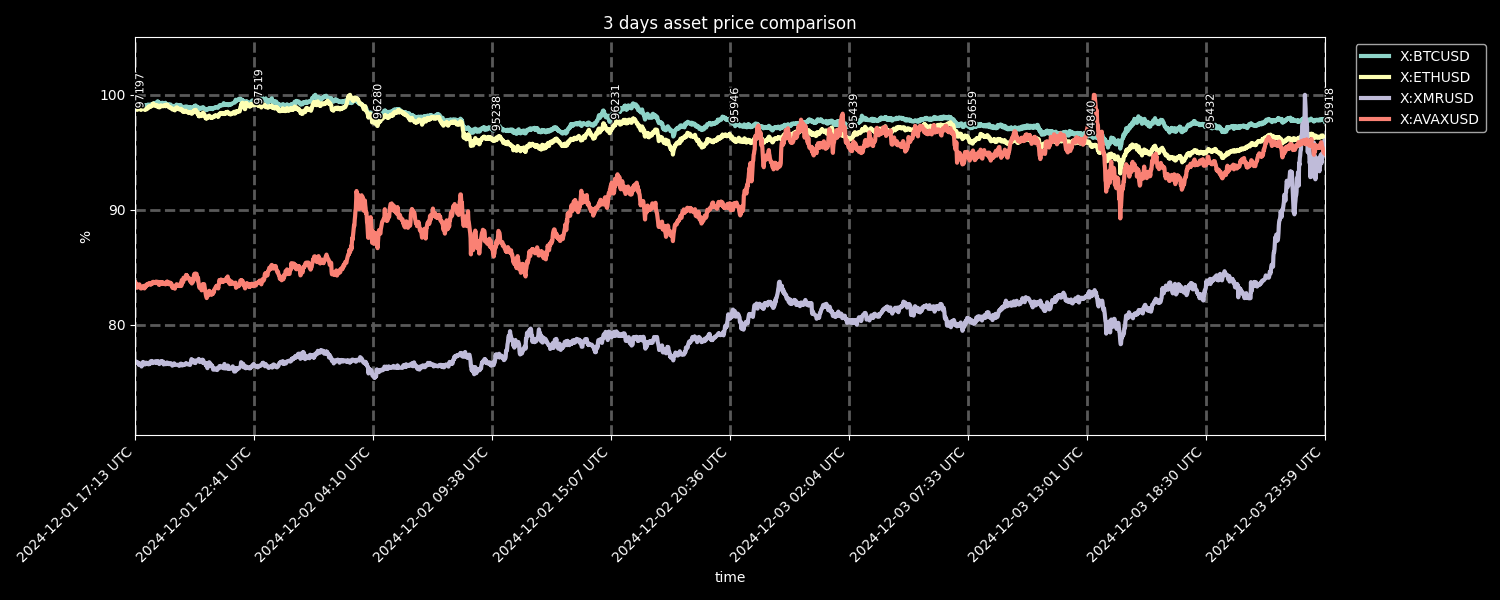 3 days asset price comparison
X:BTCUSD
X:ETHUSD
X:XMRUSD
X:AVAXUSD
100
90
80
%
97197
97519
96280
95238
96231
95946
95439
95659
94840
95432
95918
2024-12-01 17:13 UTC
2024-12-01 22:41 UTC
2024-12-02 04:10 UTC
2024-12-02 09:38 UTC
2024-12-02 15:07 UTC
2024-12-02 20:36 UTC
2024-12-03 02:04 UTC
2024-12-03 07:33 UTC
2024-12-03 13:01 UTC
2024-12-03 18:30 UTC
2024-12-03 23:59 UTC
time